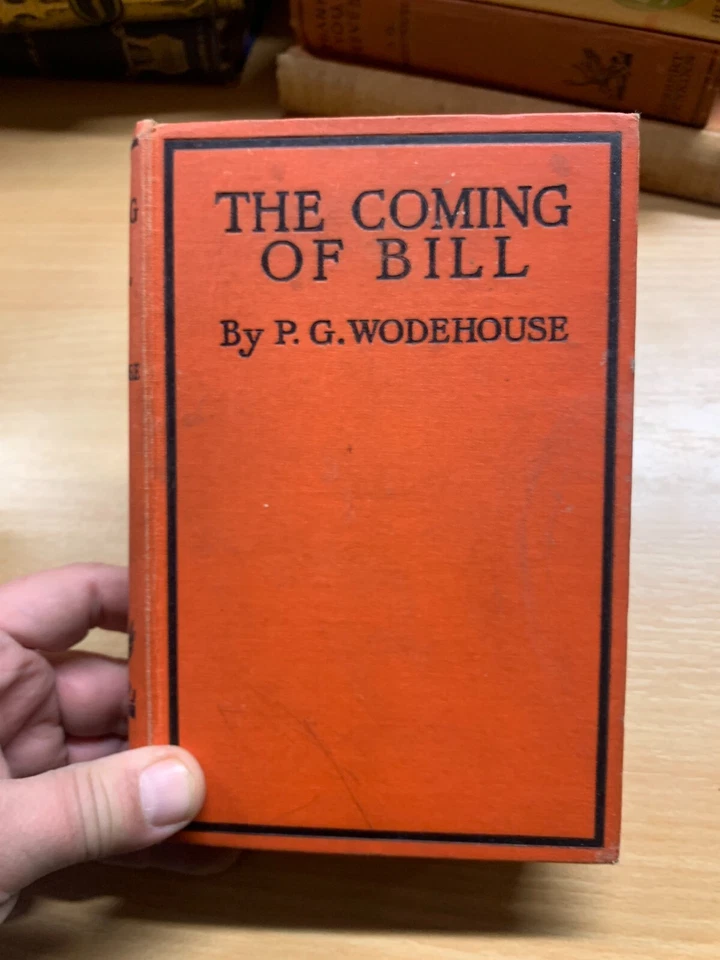 THE COMING
OF BILL
By P. G. WODEHOUSE